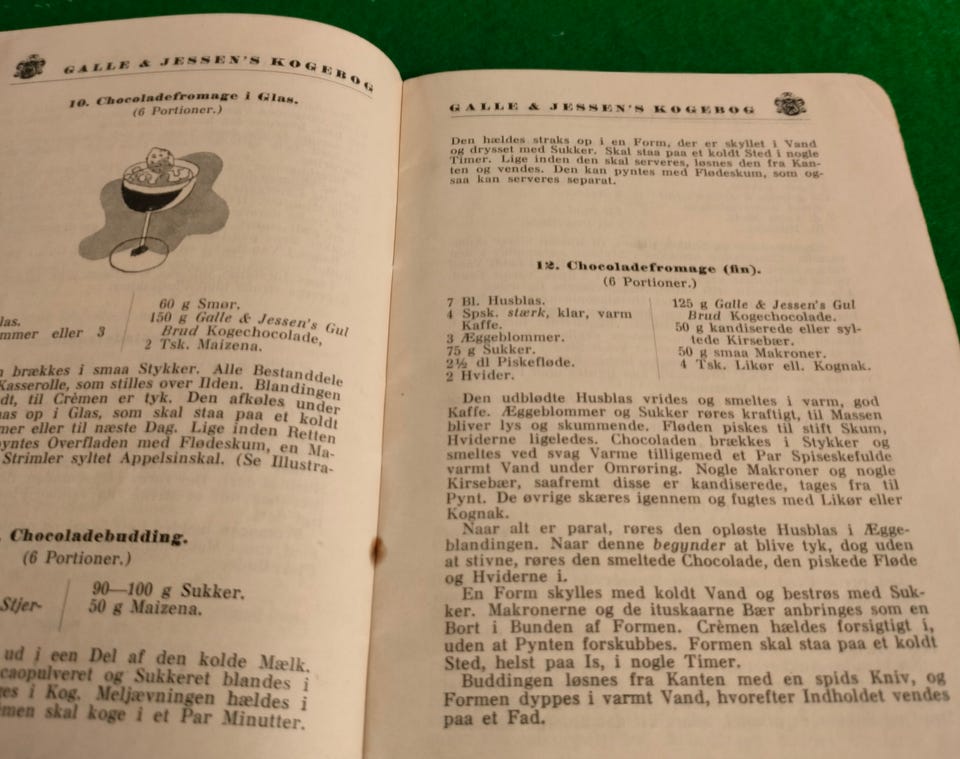 GALLE & JESSEN'S KOGEBOG
10. Chocoladefromage i Glas.
(6 Portioner.)
eller 3
60 g Smør.
150 g Galle & Jessen's Gul
Brud Kogechocolade,
2 Tsk. Maizena.
brækkes i smaa Stykker. Alle Bestanddele
Kasserolle, som stilles over Ilden. Blandingen
til Crèmen er tyk. Den afkøles under
op i Glas, som skal staa paa et koldt
eller til næste Dag. Lige inden Retten
Overfladen med Flødeskum, en Ma-
Strimler syltet Appelsinskal. (Se Illustra-
Chocoladebudding.
(6 Portioner.)
Stjer-
90—100 g Sukker.
50 g Maizena.
ud i een Del af den kolde Mælk.
og Sukkeret blandes i
i Kog. Meljævningen hældes i
skal koge i et Par Minutter.
GALLE & JESSEN'S KOGEBOG
Den hældes straks op i en Form, der er skyllet i Vand
og drysset med Sukker. Skal staa paa et koldt Sted i nogle
Timer. Lige inden den skal serveres, løsnes den fra Kan-
ten og vendes. Den kan pyntes med Flødeskum, som og-
saa kan serveres separat.
12. Chocoladefromage (fin).
(6 Portioner.)
7 Bl. Husblas.
4 Spsk. stærk, klar, varm
Kaffe.
3 Æggeblommer.
75 g Sukker.
2½ dl Piskefløde.
2 Hvider.
125 g Galle & Jessen's Gul
Brud Kogechocolade.
50 g kandiserede eller syl-
tede Kirsebær.
50 g smaa Makroner.
4 Tsk. Likør ell. Kognak.
Den udblødte Husblas vrides og smeltes i varm, god
Kaffe. Æggeblommer og Sukker røres kraftigt, til Massen
bliver lys og skummende. Fløden piskes til stift Skum,
Hviderne ligeledes. Chocoladen brækkes i Stykker og
smeltes ved svag Varme tilligemed et Par Spiseskefulde
varmt Vand under Omrøring. Nogle Makroner og nogle
Kirsebær, saafremt disse er kandiserede, tages fra til
Pynt. De øvrige skæres igennem og fugtes med Likør eller
Kognak.
Naar alt er parat, røres den opløste Husblas i Ægge-
blandingen. Naar denne begynder at blive tyk, dog uden
at stivne, røres den smeltede Chocolade, den piskede Fløde
og Hviderne i.
En Form skylles med koldt Vand og bestrøs med Suk-
ker. Makronerne og de ituskaarne Bær anbringes som en
Bort i Bunden af Formen. Crèmen hældes forsigtigt i,
uden at Pynten forskubbes. Formen skal staa paa et koldt
Sted, helst paa Is, i nogle Timer.
Buddingen løsnes fra Kanten med en spids Kniv, og
Formen dyppes i varmt Vand, hvorefter Indholdet vendes
paa et Fad.